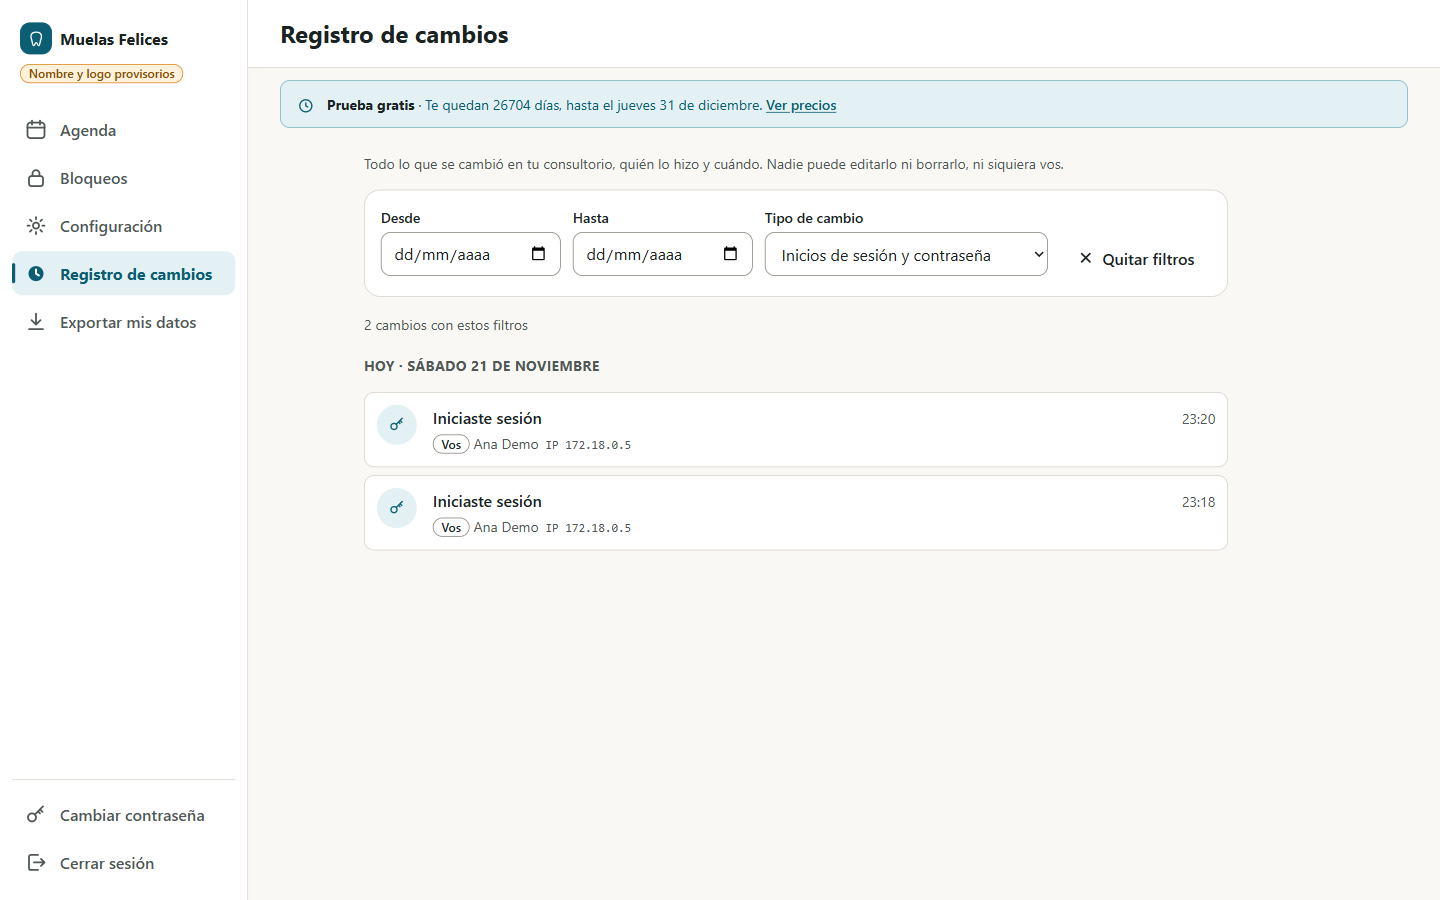 Muelas Felices
Nombre y logo provisorios
Agenda
Bloqueos
Configuración
Registro de cambios
Exportar mis datos
Cambiar contraseña
Cerrar sesión
Registro de cambios
Prueba gratis · Te quedan 26704 días, hasta el jueves 31 de diciembre. Ver precios
Todo lo que se cambió en tu consultorio, quién lo hizo y cuándo. Nadie puede editarlo ni borrarlo, ni siquiera vos.
Desde Hasta Tipo de cambio
dd/mm/aaaa dd/mm/aaaa Inicios de sesión y contraseña Quitar filtros
2 cambios con estos filtros
HOY · SÁBADO 21 DE NOVIEMBRE
Iniciaste sesión 23:20
Vos Ana Demo IP 172.18.0.5
Iniciaste sesión 23:18
Vos Ana Demo IP 172.18.0.5